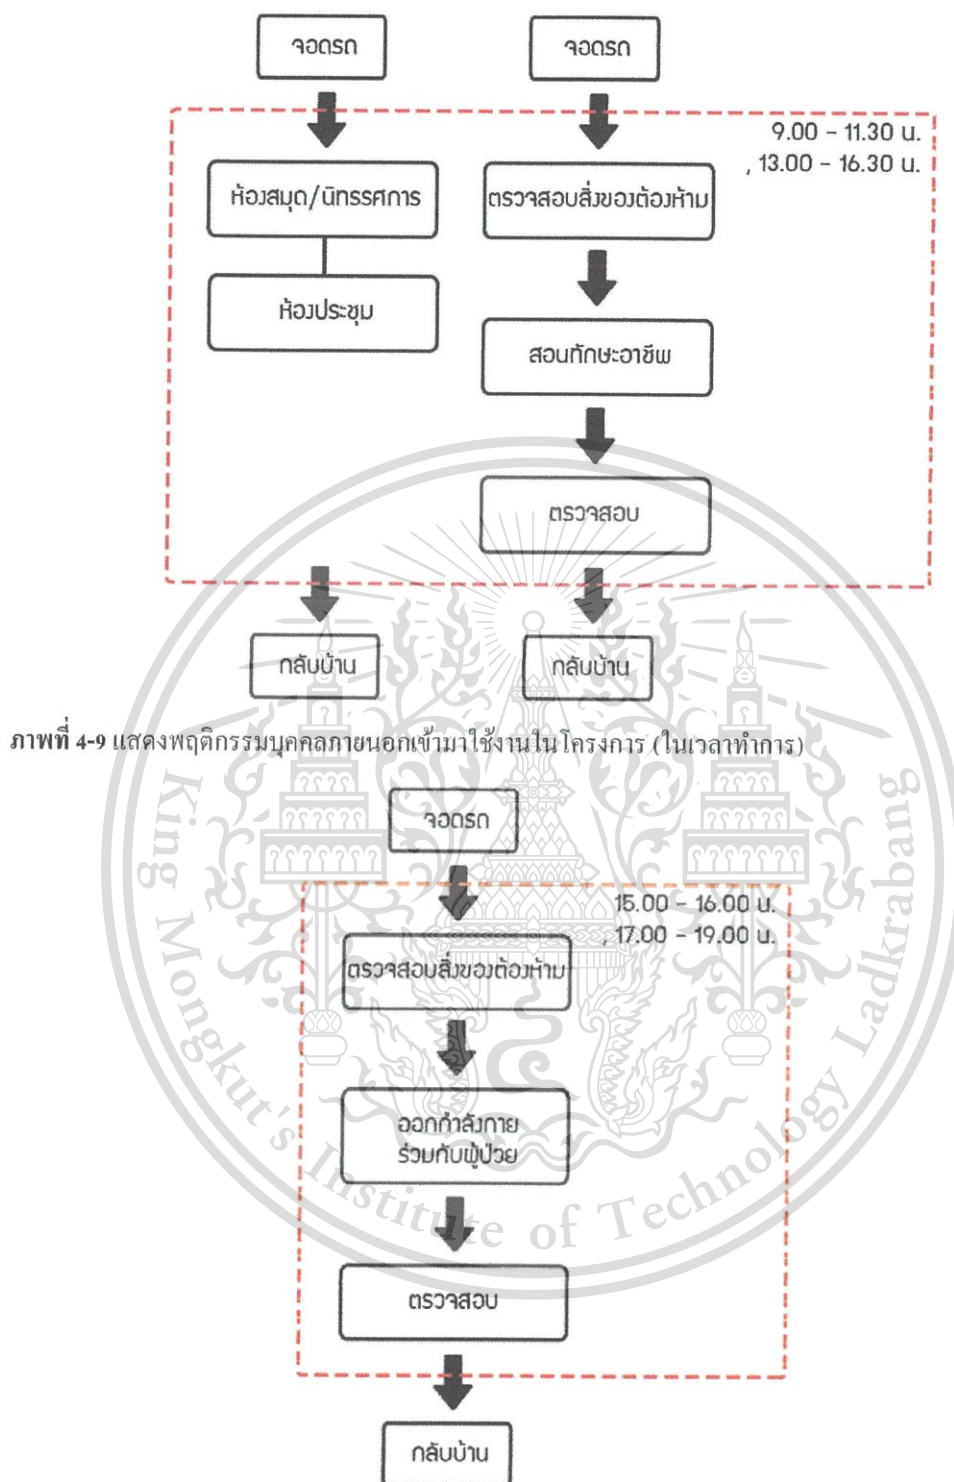 จอดรถ
จอดรถ
9.00 - 11.30 น.
, 13.00 - 16.30 น.
ห้องสมุด/นิทรรศการ
ตรวจสอบสิ่งของต้องห้าม
ห้องประชุม
สอนทักษะอาชีพ
ตรวจสอบ
กลับบ้าน
กลับบ้าน
ภาพที่ 4-9 แสดงพฤติกรรมบุคคลภายนอกเข้ามาใช้งานในโครงการ (ในเวลาทำการ)
จอดรถ
15.00 - 16.00 น.
, 17.00 - 19.00 น.
ตรวจสอบสิ่งของต้องห้าม
ออกกำลังกาย
ร่วมกับผู้ป่วย
ตรวจสอบ
กลับบ้าน
King Mongkut's Institute of Technology Ladkrabang